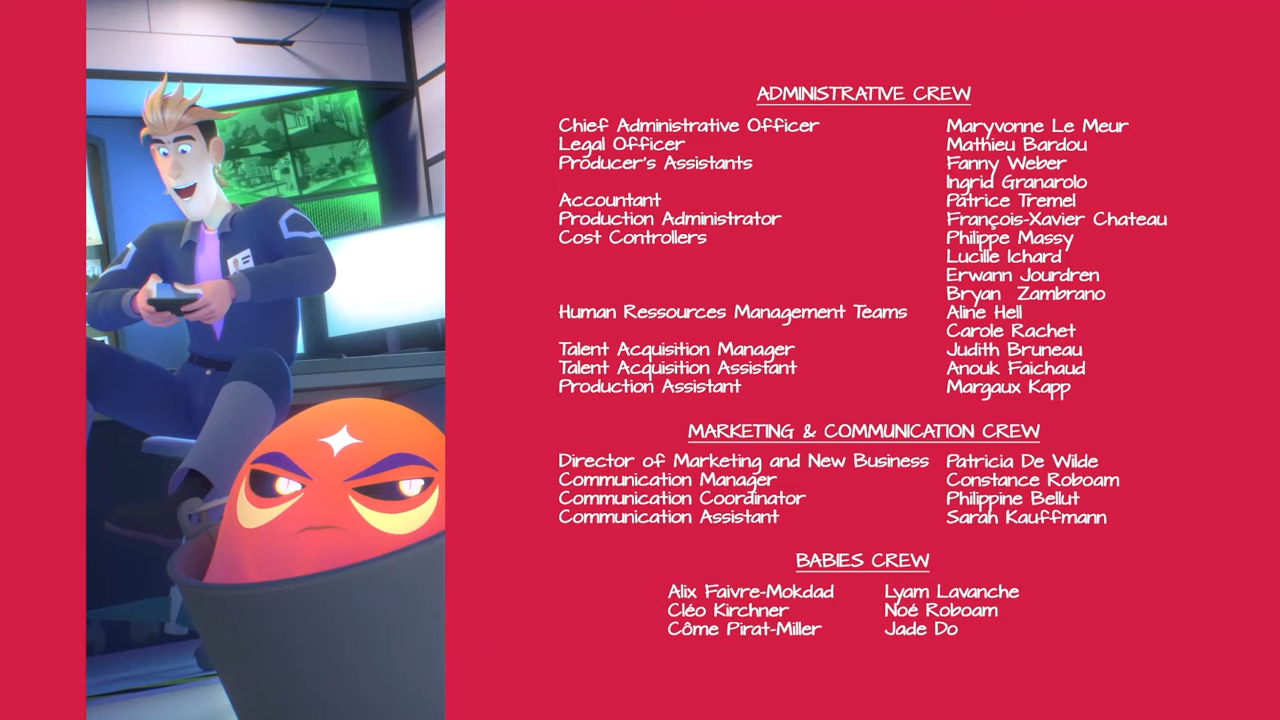 ADMINISTRATIVE CREW
Chief Administrative Officer Maryvonne Le Meur
Legal Officer Mathieu Bardou
Producer's Assistants Fanny Weber
Ingrid Granarolo
Accountant Patrice Tremel
Production Administrator François-Xavier Chateau
Cost Controllers Philippe Massy
Lucille Ichard
Erwann Jourdren
Bryan Zambrano
Human Ressources Management Teams Aline Hell
Carole Rachet
Talent Acquisition Manager Judith Bruneau
Talent Acquisition Assistant Anouk Faichaud
Production Assistant Margaux Kapp
MARKETING & COMMUNICATION CREW
Director of Marketing and New Business Patricia De Wilde
Communication Manager Constance Roboam
Communication Coordinator Philippine Bellut
Communication Assistant Sarah Kauffmann
BABIES CREW
Alix Faivre-Mokdad Lyam Lavanche
Cléo Kirchner Noé Roboam
Côme Pirat-Miller Jade Do